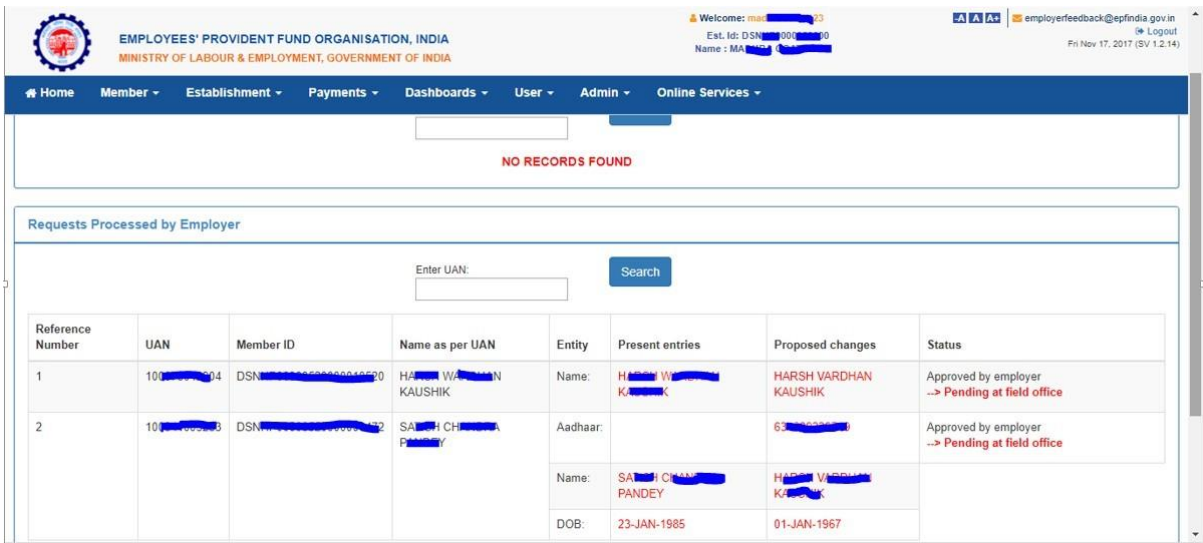 Welcome:
-A A A+
employerfeedback@epfindia.gov.in
EMPLOYEES' PROVIDENT FUND ORGANISATION, INDIA
Est. Id:
Logout
MINISTRY OF LABOUR & EMPLOYMENT, GOVERNMENT OF INDIA
Name :
Fri Nov 17, 2017 (SV 1.2.14)
Home Member Establishment Payments Dashboards User Admin Online Services
NO RECORDS FOUND
Requests Processed by Employer
Enter UAN:
Search
Reference Number UAN Member ID Name as per UAN Entity Present entries Proposed changes Status
1
KAUSHIK
Name:
HARSH VARDHAN
KAUSHIK
Approved by employer
--> Pending at field office
2
Aadhaar:
Approved by employer
--> Pending at field office
Name:
PANDEY
DOB: 23-JAN-1985 01-JAN-1967